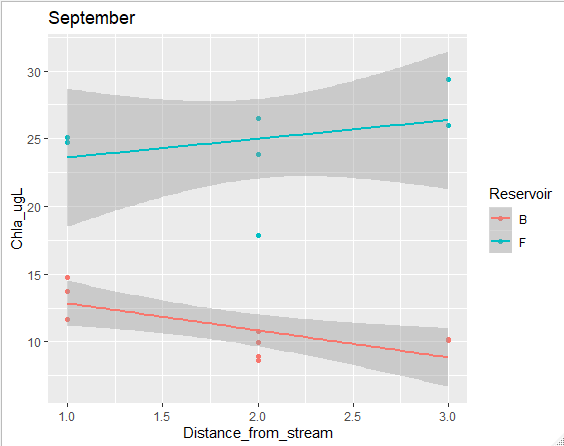 September
30
25
20
15
10
Chla_ugL
1.0 1.5 2.0 2.5 3.0
Distance_from_stream
Reservoir
B
F